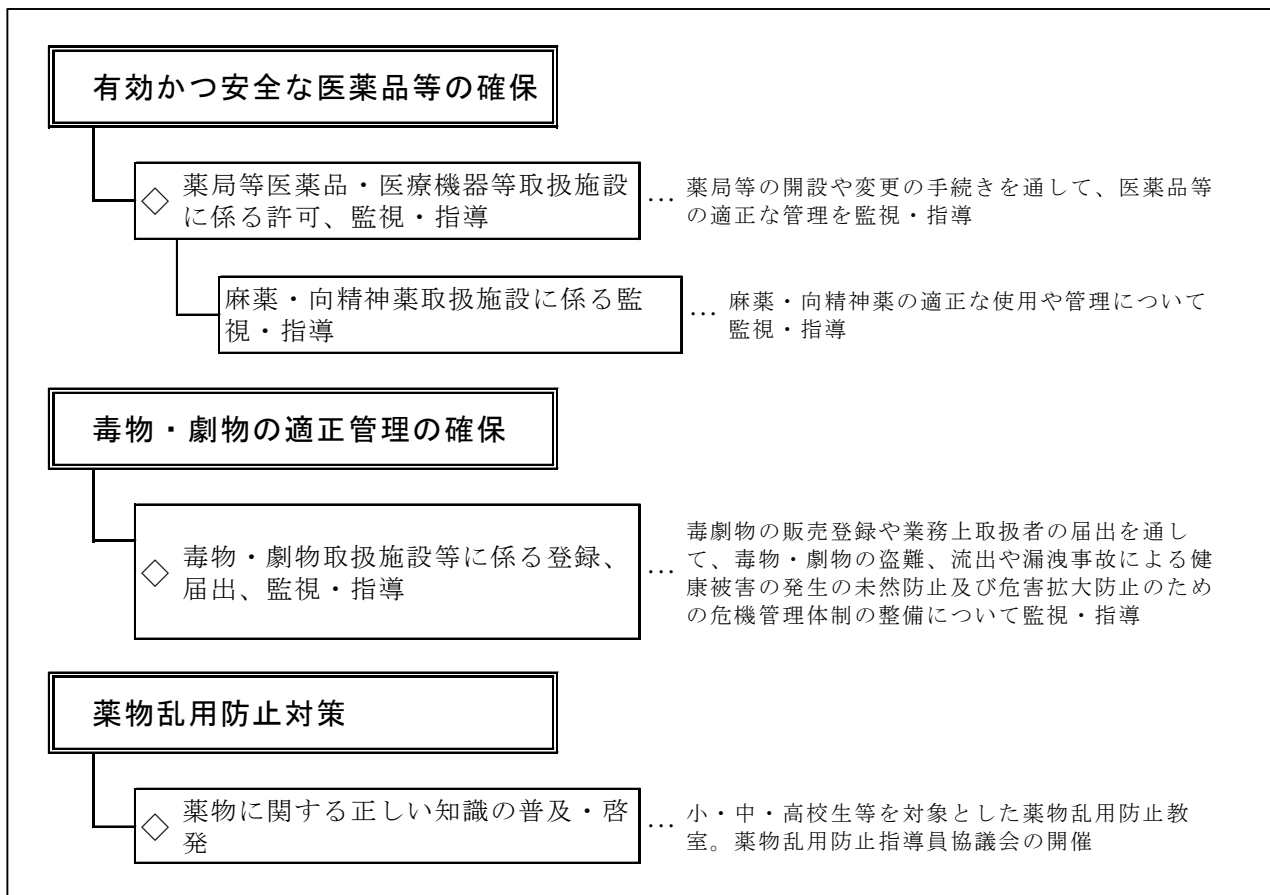 有効かつ安全な医薬品等の確保
◇ 薬局等医薬品・医療機器等取扱施設
に係る許可、監視・指導
… 薬局等の開設や変更の手続きを通して、医薬品等
の適正な管理を監視・指導
麻薬・向精神薬取扱施設に係る監
視・指導
… 麻薬・向精神薬の適正な使用や管理について
監視・指導
毒物・劇物の適正管理の確保
◇ 毒物・劇物取扱施設等に係る登録、
届出、監視・指導
… 毒劇物の販売登録や業務上取扱者の届出を通し
て、毒物・劇物の盗難、流出や漏洩事故による健
康被害の発生の未然防止及び危害拡大防止のため
の危機管理体制の整備について監視・指導
薬物乱用防止対策
◇ 薬物に関する正しい知識の普及・啓
発
… 小・中・高校生等を対象とした薬物乱用防止教
室。薬物乱用防止指導員協議会の開催